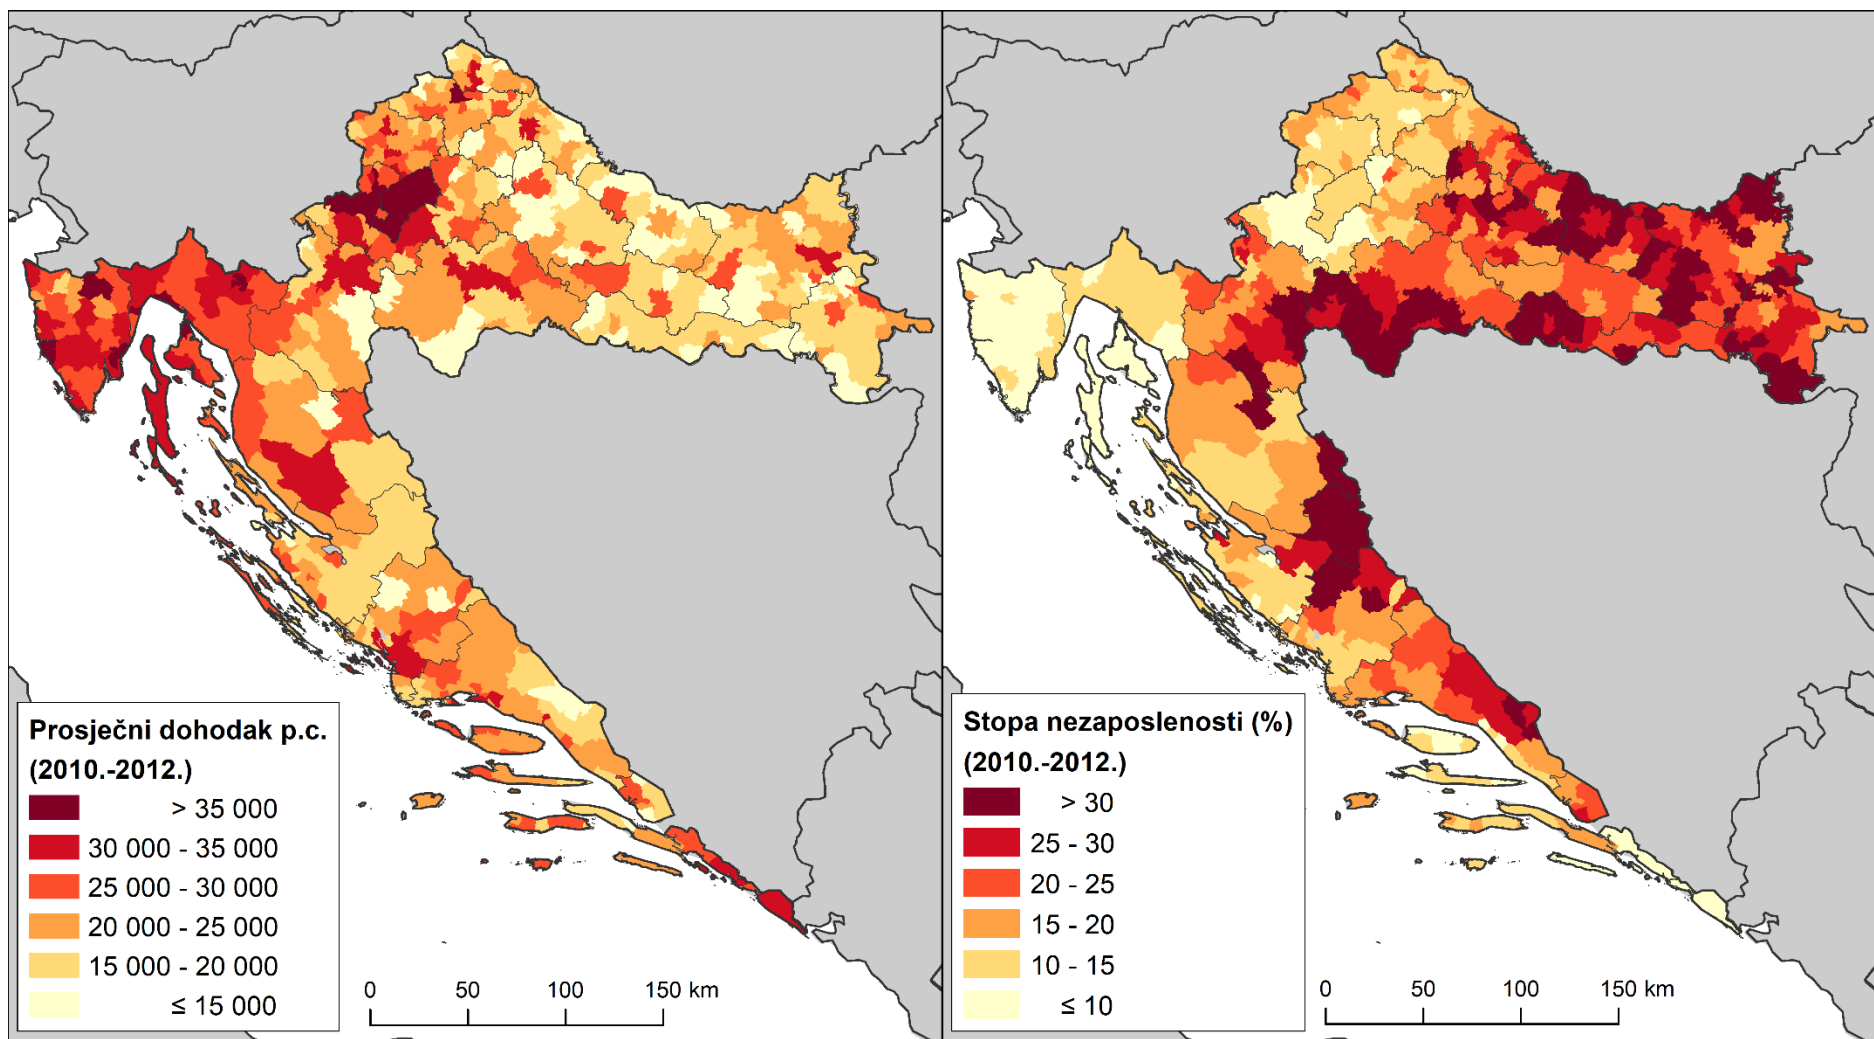 Prosječni dohodak p.c.
(2010.-2012.)
> 35 000
30 000 - 35 000
25 000 - 30 000
20 000 - 25 000
15 000 - 20 000
≤ 15 000
0 50 100 150 km
Stopa nezaposlenosti (%)
(2010.-2012.)
> 30
25 - 30
20 - 25
15 - 20
10 - 15
≤ 10
0 50 100 150 km